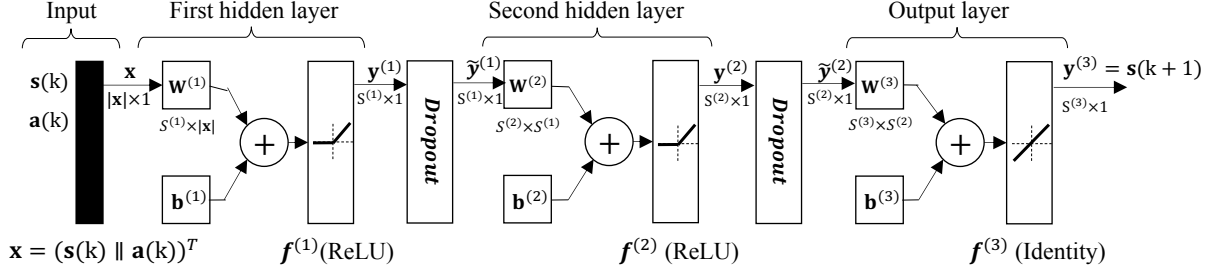 Input First hidden layer Second hidden layer Output layer
s(k)
a(k)
x
|x|×1
W⁽¹⁾
S⁽¹⁾×|x|
+
b⁽¹⁾
y⁽¹⁾
S⁽¹⁾×1
Dropout
ỹ⁽¹⁾
S⁽¹⁾×1
W⁽²⁾
S⁽²⁾×S⁽¹⁾
+
b⁽²⁾
y⁽²⁾
S⁽²⁾×1
Dropout
ỹ⁽²⁾
S⁽²⁾×1
W⁽³⁾
S⁽³⁾×S⁽²⁾
+
b⁽³⁾
y⁽³⁾ = s(k + 1)
S⁽³⁾×1
x = (s(k) ∥ a(k))ᵀ f⁽¹⁾(ReLU) f⁽²⁾ (ReLU) f⁽³⁾ (Identity)